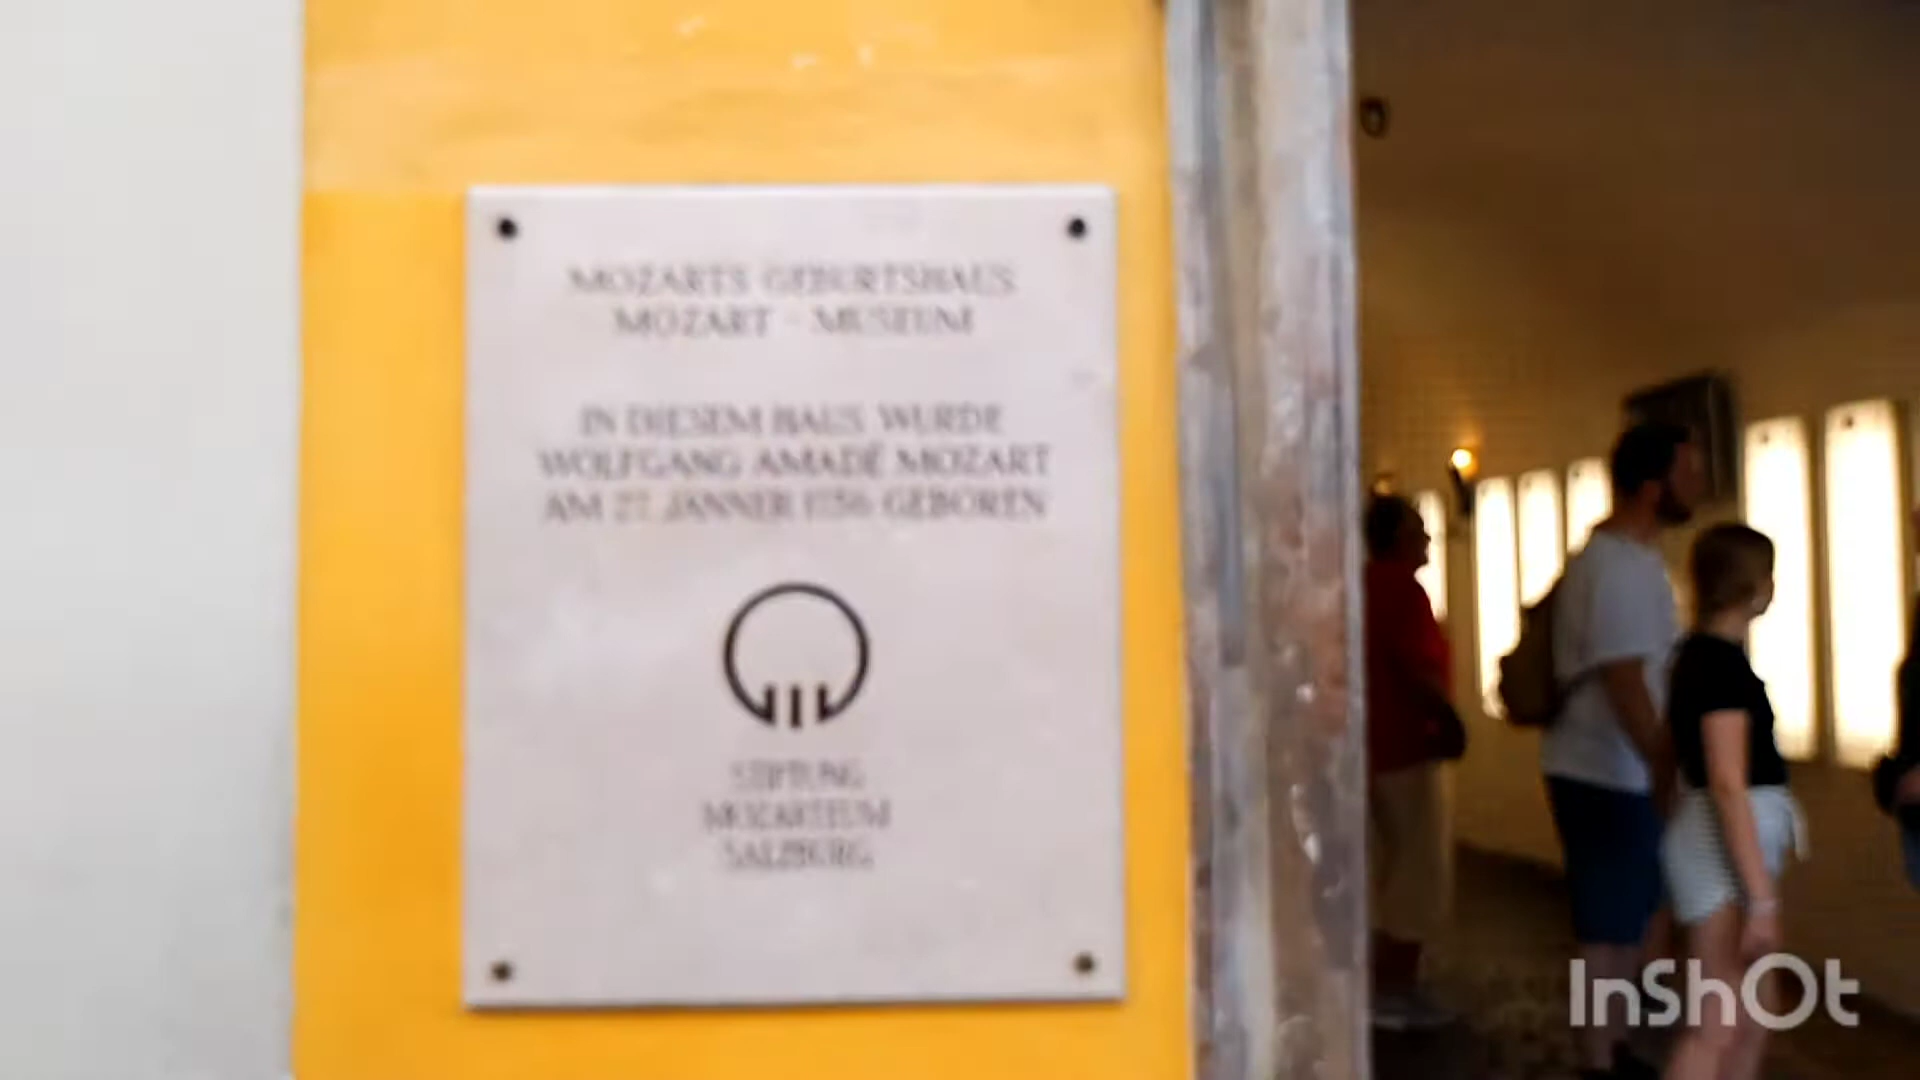 MOZARTS GEBURTSHAUS
MOZART - MUSEUM
IN DIESEM HAUS WURDE
WOLFGANG AMADÉ MOZART
AM 27. JÄNNER 1756 GEBOREN
STIFTUNG
MOZARTEUM
SALZBURG
InShOt